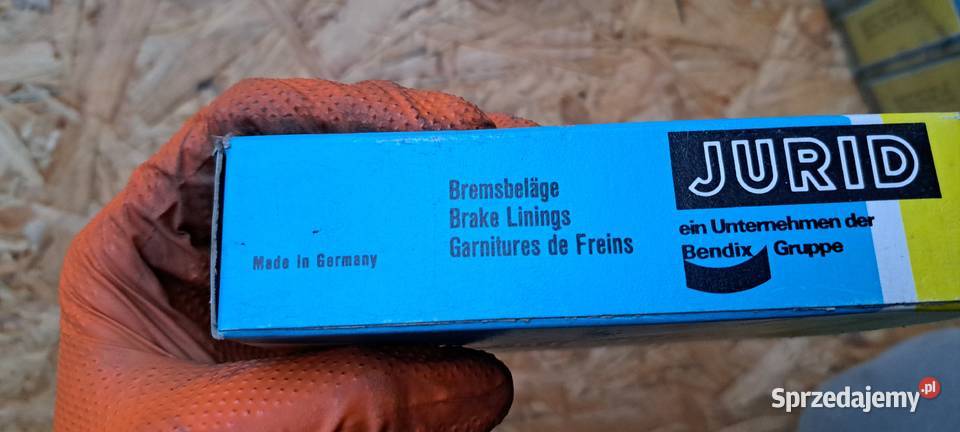 Made in Germany
Bremsbeläge
Brake Linings
Garnitures de Freins
JURID
ein Unternehmen der
Bendix Gruppe
Sprzedajemy.pl